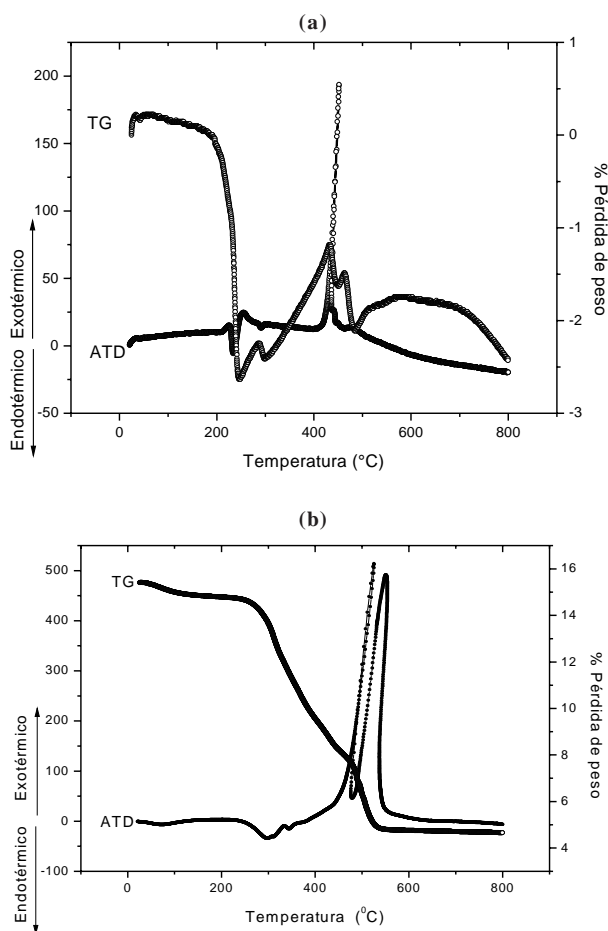 (a)
200
150
100
50
0
-50
1
0
-1
-2
-3
TG
ATD
Exotérmico
Endotérmico
% Pérdida de peso
0
200
400
600
800
Temperatura (°C)
(b)
500
400
300
200
100
0
-100
16
14
12
10
8
6
4
TG
ATD
Exotérmico
Endotérmico
% Pérdida de peso
0
200
400
600
800
Temperatura (⁰C)